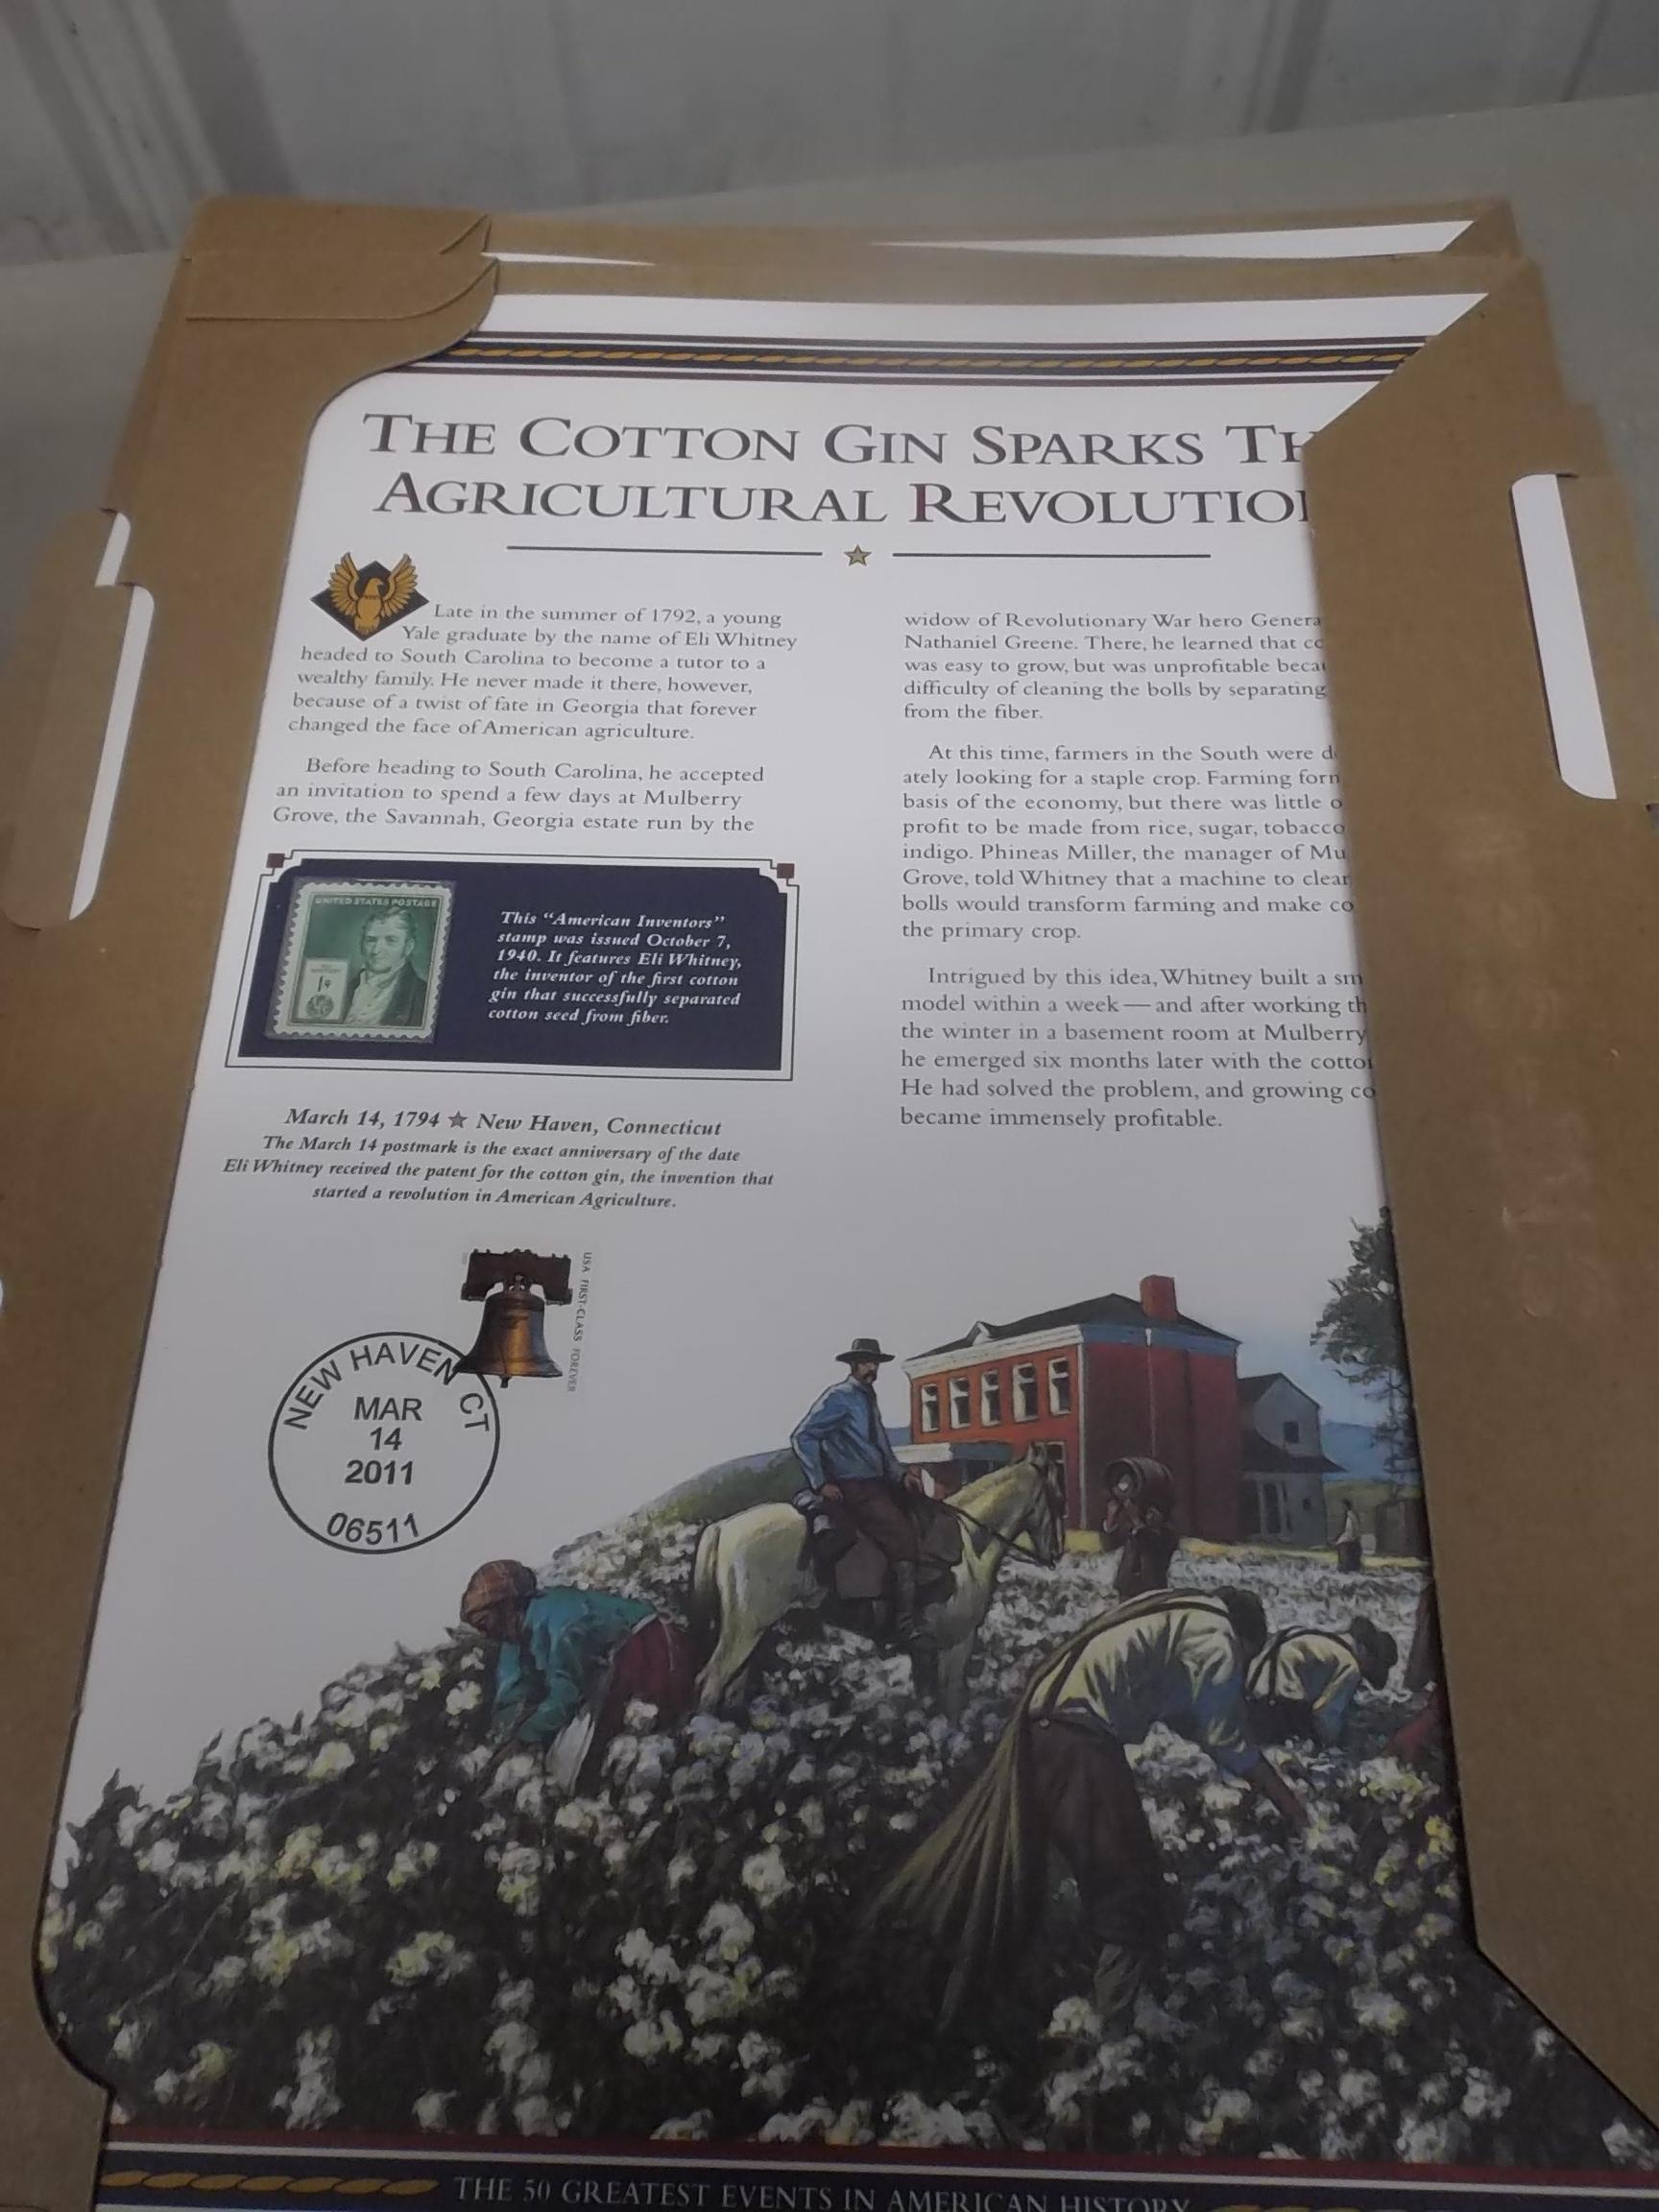 THE COTTON GIN SPARKS
AGRICULTURAL
Late in the summer of 1792, a young
Yale graduate by the name of Eli Whitney
headed to South Carolina to become a tutor to a
wealthy family. He never made it there, however,
because of a twist of fate in Georgia that forever
changed the face of American agriculture.
Before heading to South Carolina, he accepted
an invitation to spend a few days at Mulberry
Grove, the Savannah, Georgia estate run by the
UNITED STATES POSTAGE
1¢
This “American Inventors”
stamp was issued October 7,
1940. It features Eli Whitney,
the inventor of the first cotton
gin that successfully separated
cotton seed from fiber.
March 14, 1794 ★ New Haven, Connecticut
The March 14 postmark is the exact anniversary of the date
Eli Whitney received the patent for the cotton gin, the invention that
started a revolution in American Agriculture.
USA FIRST-CLASS FOREVER
NEW HAVEN CT
MAR
14
2011
06511
widow of Revolutionary War hero
Nathaniel Greene. There, he learned that
was easy to grow, but was unprofitable
difficulty of cleaning the bolls by separating
from the fiber.
At this time, farmers in the South were
ately looking for a staple crop. Farming
basis of the economy, but there was little
profit to be made from rice, sugar, tobacco
indigo. Phineas Miller, the manager of
Grove, told Whitney that a machine to
bolls would transform farming and make
the primary crop.
Intrigued by this idea, Whitney built a
model within a week — and after working
the winter in a basement room at Mulberry
he emerged six months later with the
He had solved the problem, and growing
became immensely profitable.
THE 50 GREATEST EVENTS IN AMERICAN HISTORY